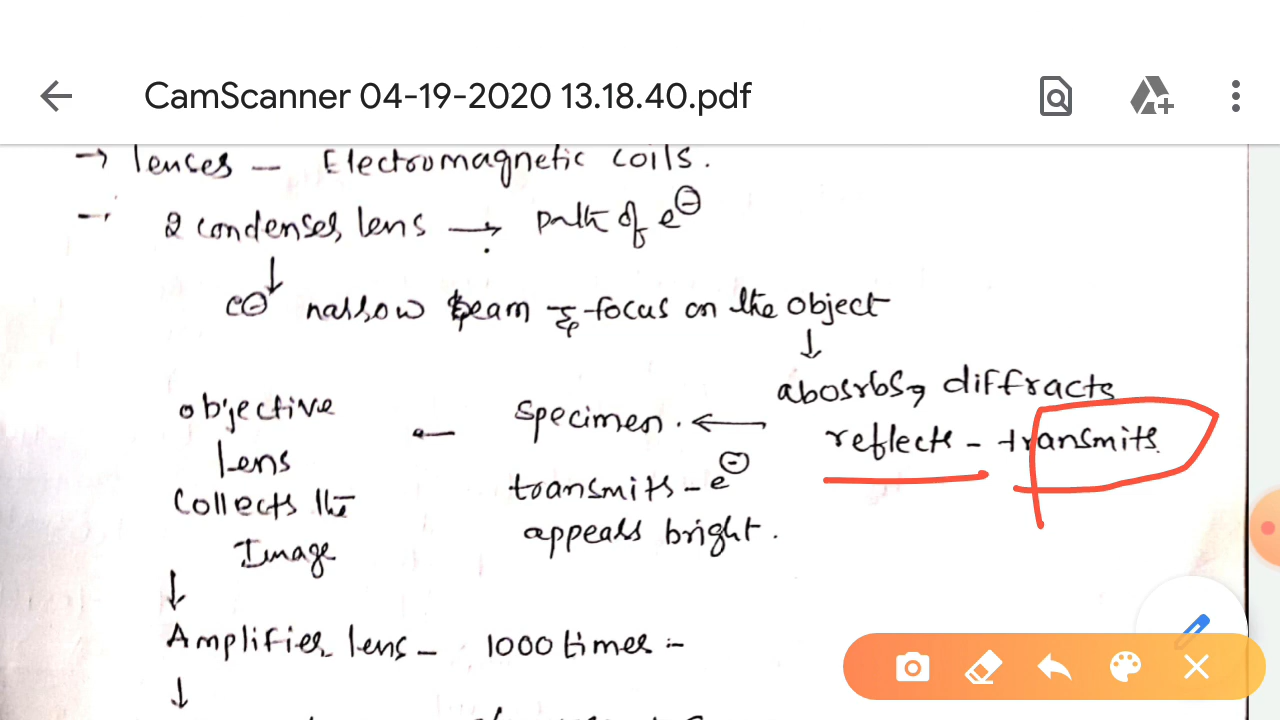 CamScanner 04-19-2020 13.18.40.pdf
→ lenses — Electromagnetic coils.
2 condenser lens → path of e⊖
narrow beam focus on the object
↓
absorbs, diffracts
reflects - transmits
specimen. ←
transmits - e⊖
appears bright.
objective
lens
Collects the
Image
↓
Amplifier lens - 1000 times :-
↓